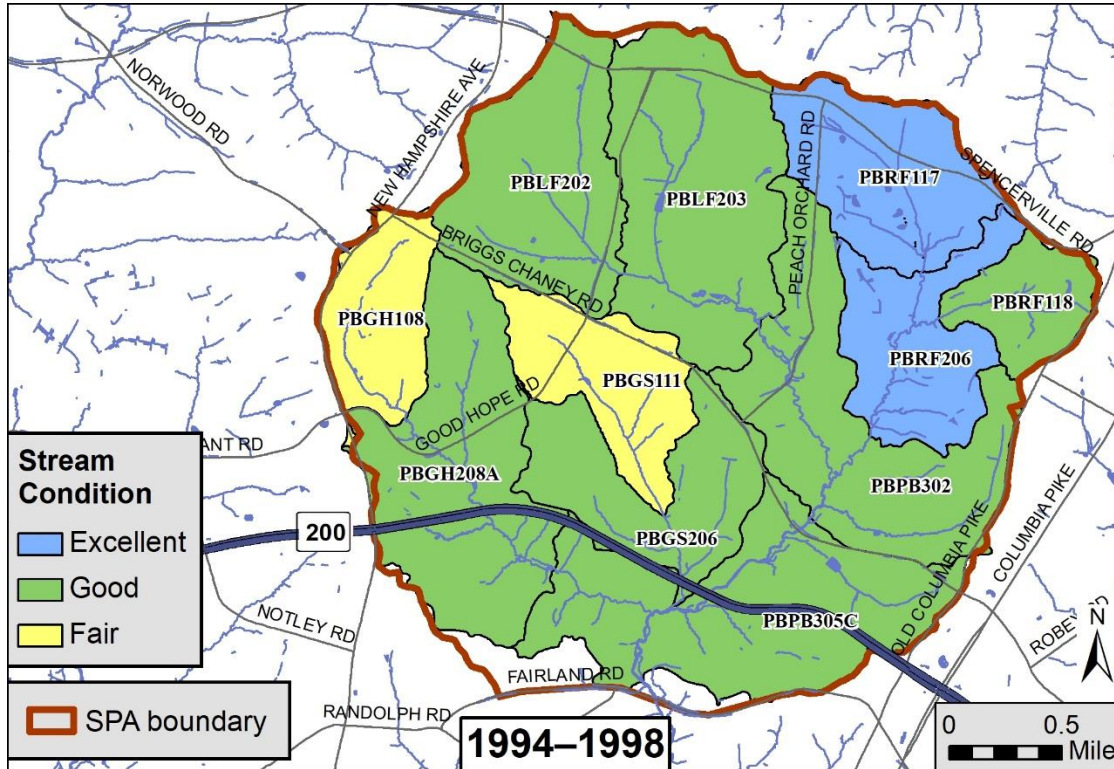 NORWOOD RD
NEW HAMPSHIRE AVE
PBLF202
PBLF203
PEACH ORCHARD RD
PBRF117
SPENCERVILLE RD
BRIGGS CHANEY RD
PBGH108
PBRF118
PBGS111
PBRF206
GOOD HOPE RD
ANT RD
PBGH208A
PBPB302
Stream
Condition
Excellent
Good
Fair
200
PBGS206
OLD COLUMBIA PIKE
COLUMBIA PIKE
NOTLEY RD
PBPB305C
N
FAIRLAND RD
RANDOLPH RD
SPA boundary
1994–1998
0 0.5
Mile